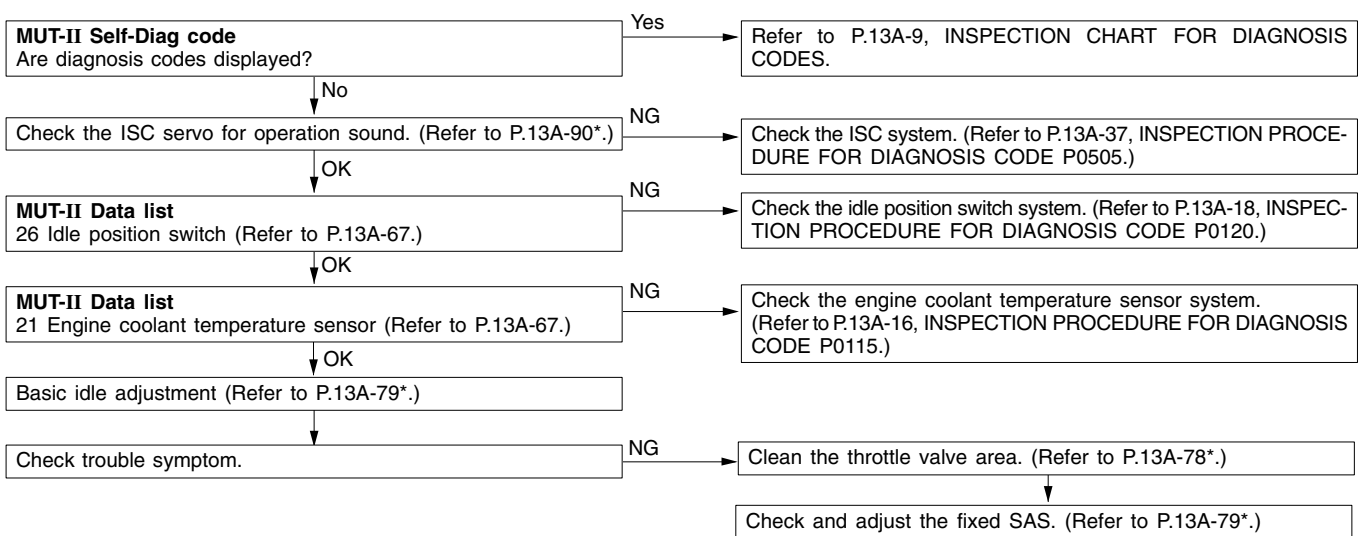 MUT-II Self-Diag code
Are diagnosis codes displayed?
Yes
Refer to P.13A-9, INSPECTION CHART FOR DIAGNOSIS
CODES.
No
Check the ISC servo for operation sound. (Refer to P.13A-90*.)
NG
Check the ISC system. (Refer to P.13A-37, INSPECTION PROCE-
DURE FOR DIAGNOSIS CODE P0505.)
OK
MUT-II Data list
26 Idle position switch (Refer to P.13A-67.)
NG
Check the idle position switch system. (Refer to P.13A-18, INSPEC-
TION PROCEDURE FOR DIAGNOSIS CODE P0120.)
OK
MUT-II Data list
21 Engine coolant temperature sensor (Refer to P.13A-67.)
NG
Check the engine coolant temperature sensor system.
(Refer to P.13A-16, INSPECTION PROCEDURE FOR DIAGNOSIS
CODE P0115.)
OK
Basic idle adjustment (Refer to P.13A-79*.)
Check trouble symptom.
NG
Clean the throttle valve area. (Refer to P.13A-78*.)
Check and adjust the fixed SAS. (Refer to P.13A-79*.)